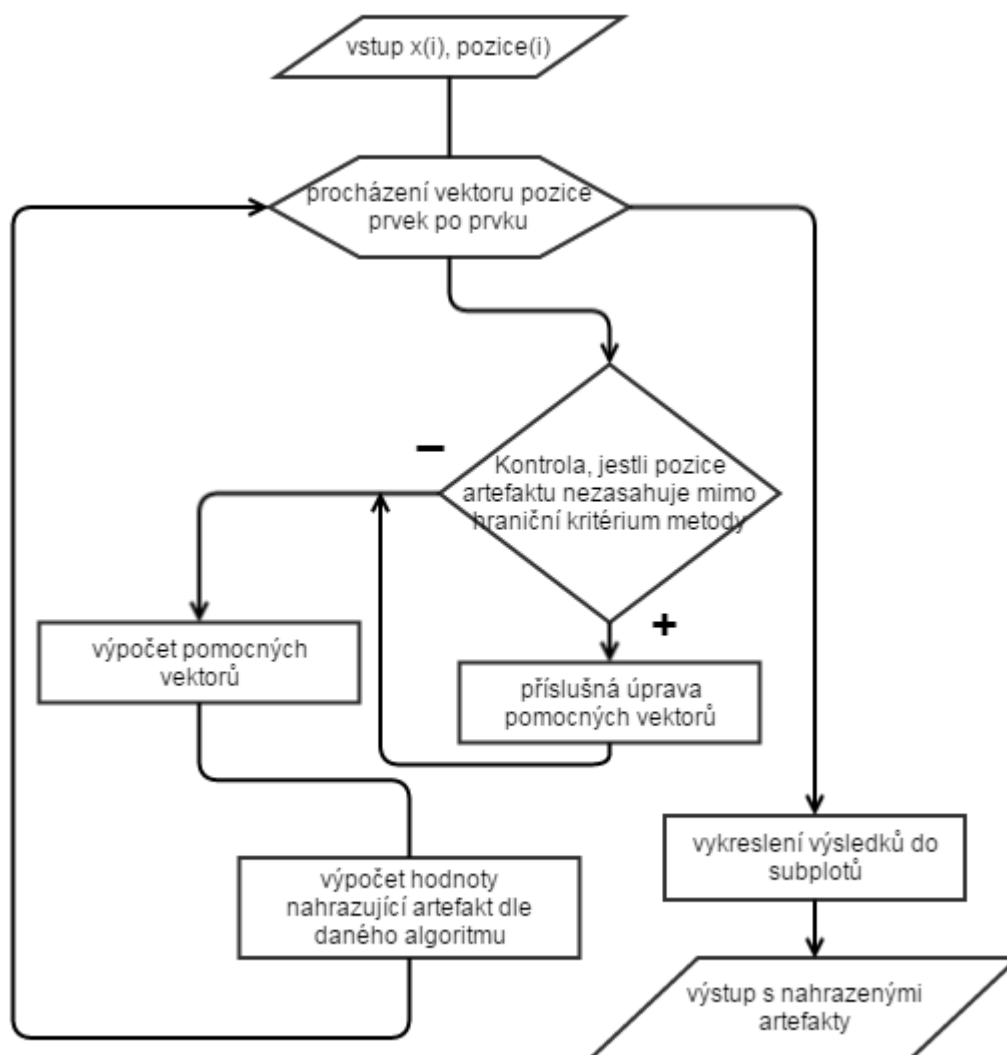 vstup x(i), pozice(i)
procházení vektoru pozice
prvek po prvku
–
Kontrola, jestli pozice
artefaktu nezasahuje mimo
hraniční kritérium metody
+
výpočet pomocných
vektorů
příslušná úprava
pomocných vektorů
vykreslení výsledků do
subplotů
výpočet hodnoty
nahrazující artefakt dle
daného algoritmu
výstup s nahrazenými
artefakty